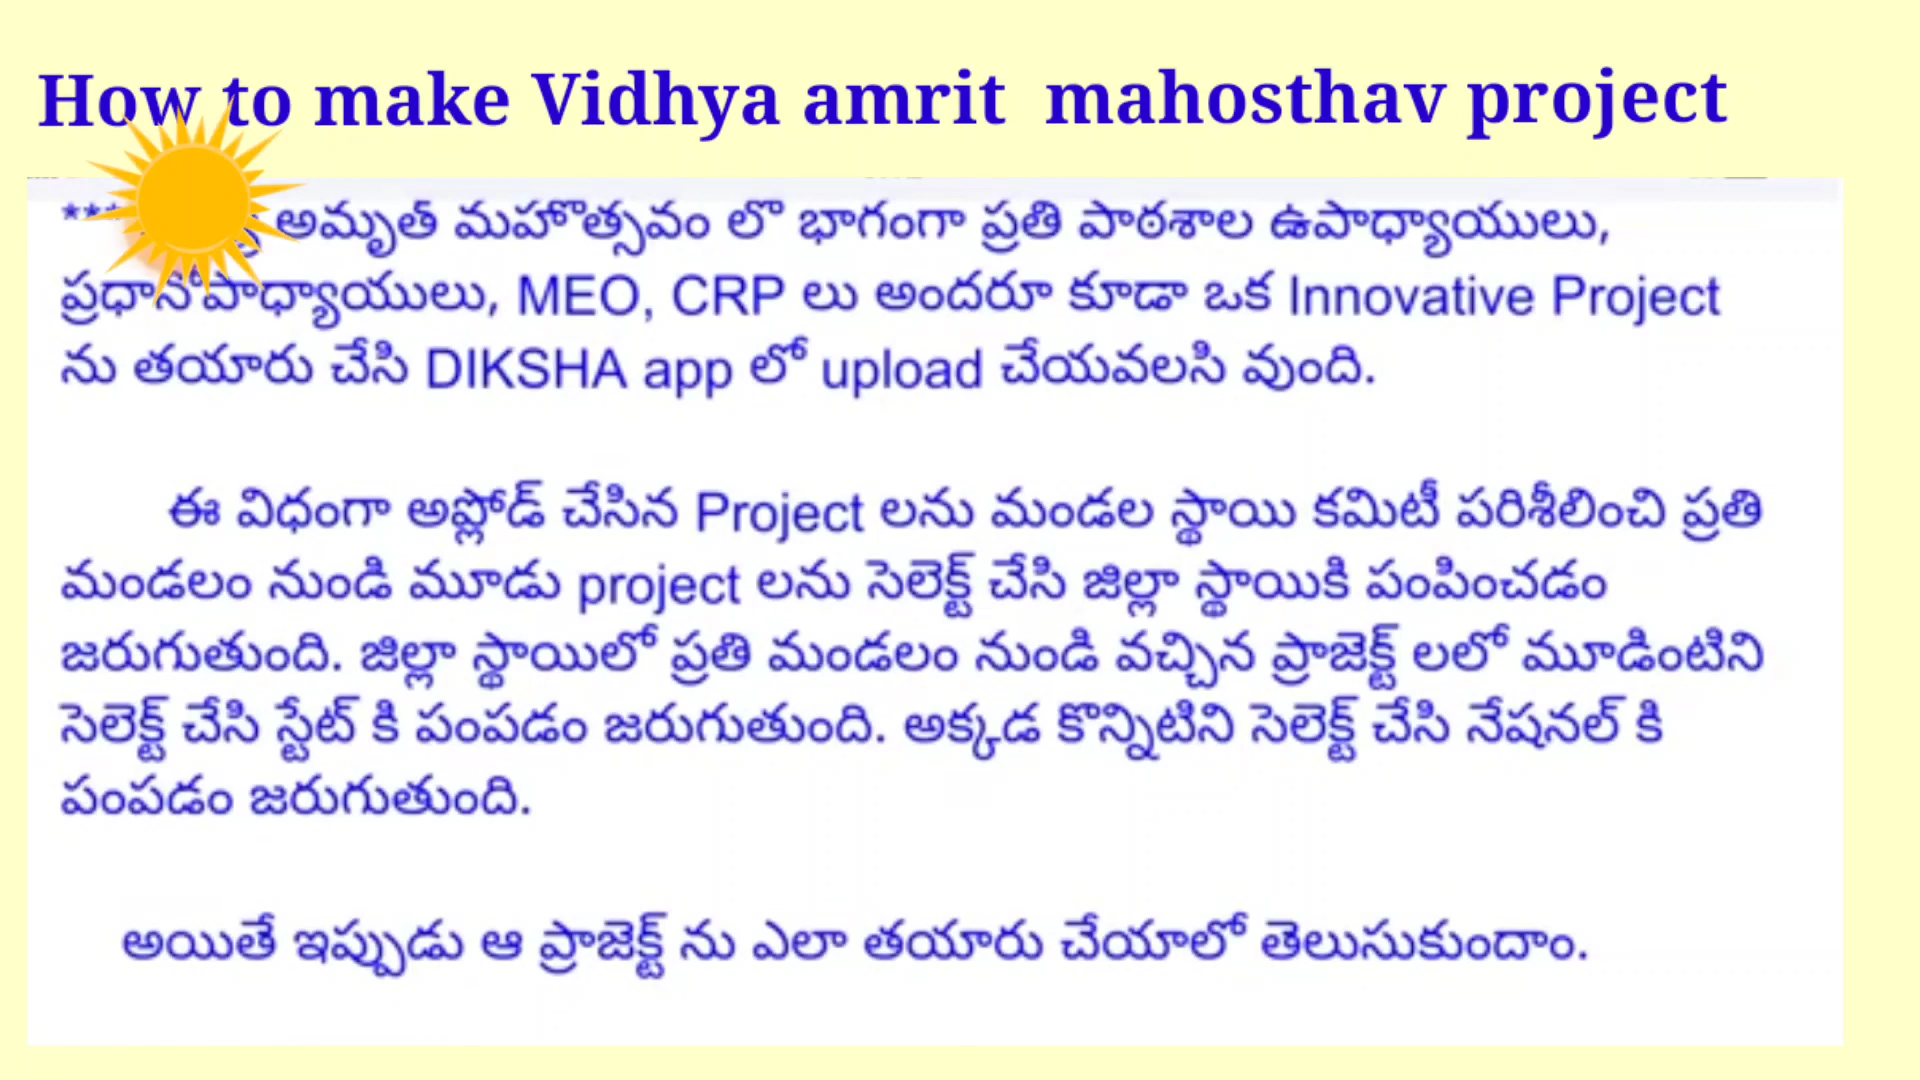 How to make Vidhya amrit mahosthav project
*** అమృత్ మహొత్సవం లొ భాగంగా ప్రతి పాఠశాల ఉపాధ్యాయులు,
ప్రధానోపాధ్యాయులు, MEO, CRP లు అందరూ కూడా ఒక Innovative Project
ను తయారు చేసి DIKSHA app లో upload చేయవలసి వుంది.
ఈ విధంగా అప్లోడ్ చేసిన Project లను మండల స్థాయి కమిటీ పరిశీలించి ప్రతి
మండలం నుండి మూడు project లను సెలెక్ట్ చేసి జిల్లా స్థాయికి పంపించడం
జరుగుతుంది. జిల్లా స్థాయిలో ప్రతి మండలం నుండి వచ్చిన ప్రాజెక్ట్ లలో మూడింటిని
సెలెక్ట్ చేసి స్టేట్ కి పంపడం జరుగుతుంది. అక్కడ కొన్నిటిని సెలెక్ట్ చేసి నేషనల్ కి
పంపడం జరుగుతుంది.
అయితే ఇప్పుడు ఆ ప్రాజెక్ట్ ను ఎలా తయారు చేయాలో తెలుసుకుందాం.